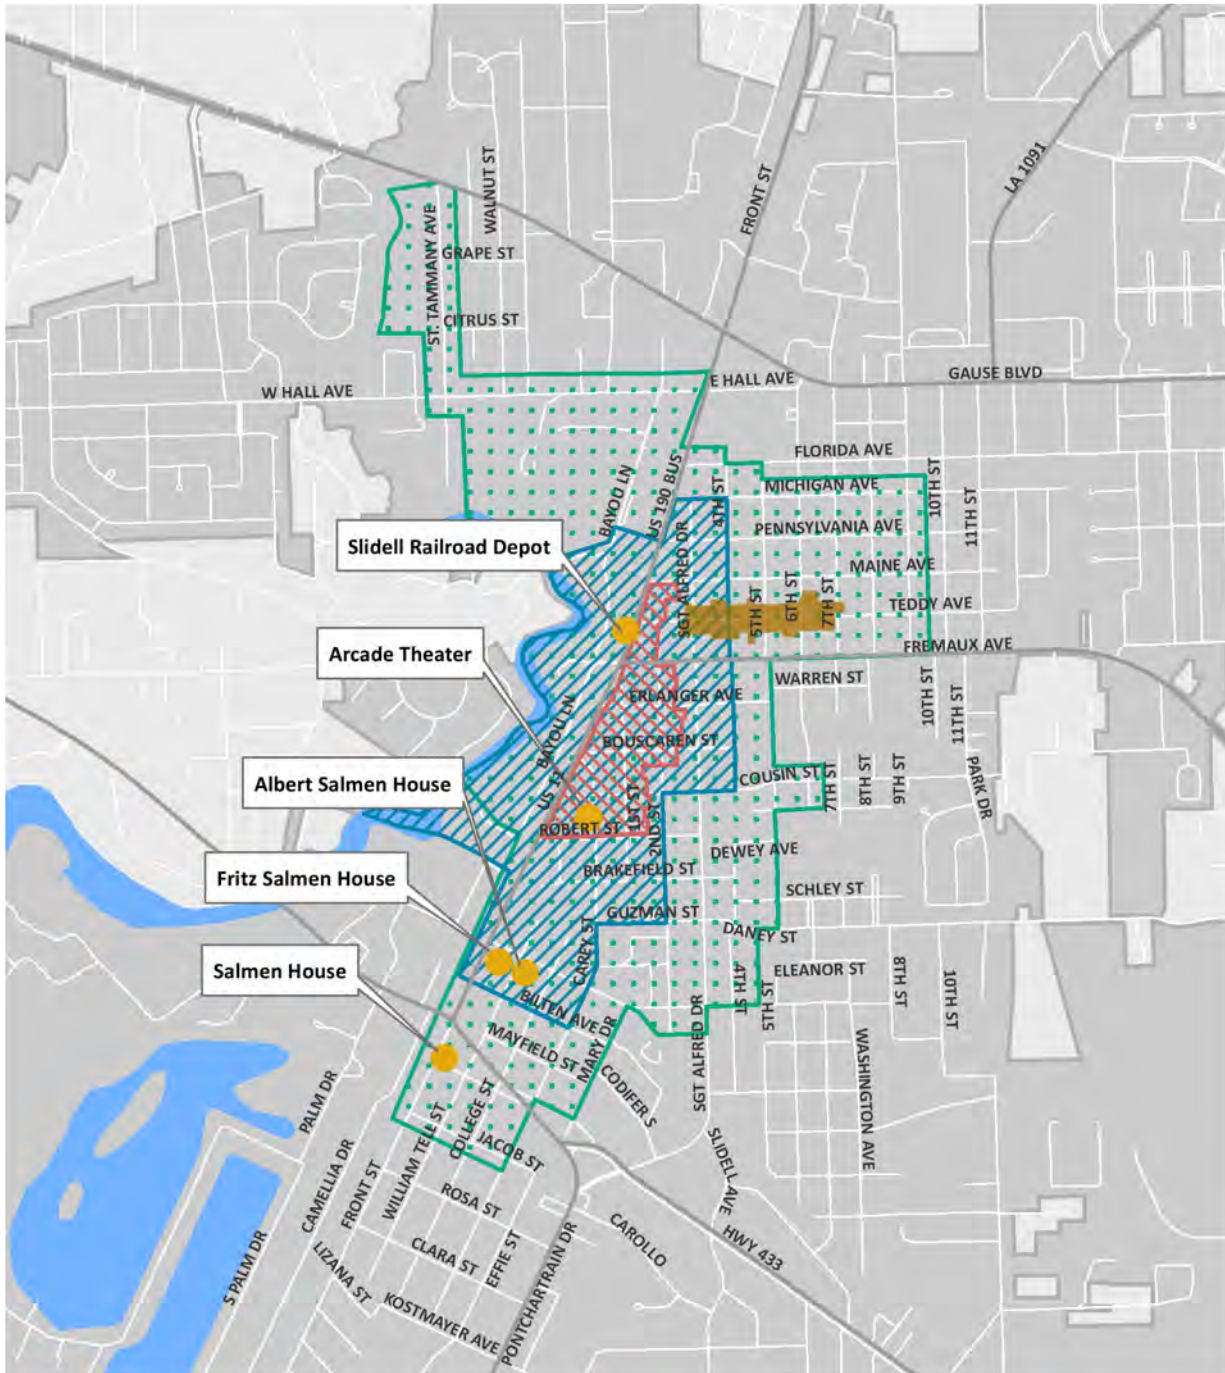 WALNUT ST
FRONT ST
LA 1091
ST. TAMMANY AVE
GRAPE ST
CITRUS ST
W HALL AVE
E HALL AVE
GAUSE BLVD
FLORIDA AVE
MICHIGAN AVE
10TH ST
11TH ST
BAYOU LN
US 190 BUS
4TH ST
PENNSYLVANIA AVE
Slidell Railroad Depot
SGT ALFRED DR
MAINE AVE
5TH ST
6TH ST
7TH ST
TEDDY AVE
FREMAUX AVE
Arcade Theater
WARREN ST
ERLANGER AVE
10TH ST
11TH ST
BAYOU LN
BOUSCAREN ST
US 11
COUSIN ST
7TH ST
8TH ST
9TH ST
PARK DR
Albert Salmen House
1ST ST
2ND ST
ROBERT ST
DEWEY AVE
Fritz Salmen House
BRAKEFIELD ST
SCHLEY ST
GUZMAN ST
DANEY ST
CAREY ST
Salmen House
4TH ST
5TH ST
ELEANOR ST
8TH ST
10TH ST
BILTEN AVE
MAYFIELD ST
MARY DR
SGT ALFRED DR
WASHINGTON AVE
CODIFER S
PALM DR
COLLEGE ST
WILLIAM TELL ST
JACOB ST
SLIDELL AVE
CAMELLIA DR
FRONT ST
ROSA ST
CAROLLO
HWY 433
S PALM DR
LIZANA ST
CLARA ST
EFFIE ST
KOSTMAYER AVE
PONTCHARTRAIN DR